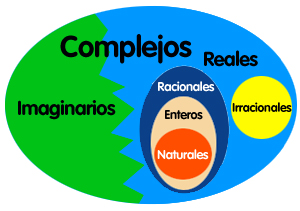 Complejos
Reales
Racionales
Imaginarios
Irracionales
Enteros
Naturales